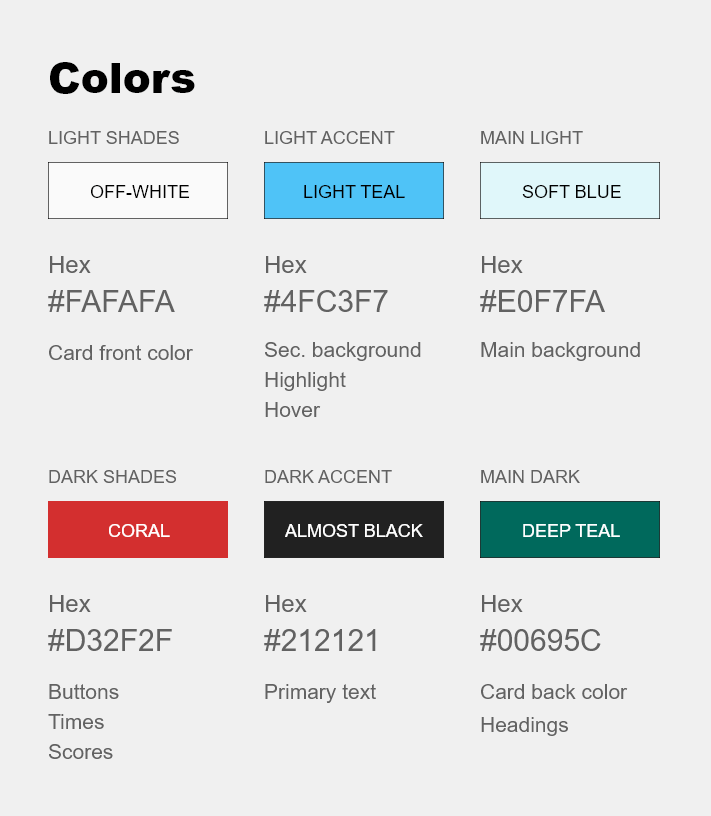 Colors
LIGHT SHADES
OFF-WHITE
Hex
#FAFAFA
Card front color
LIGHT ACCENT
LIGHT TEAL
Hex
#4FC3F7
Sec. background
Highlight
Hover
MAIN LIGHT
SOFT BLUE
Hex
#E0F7FA
Main background
DARK SHADES
CORAL
Hex
#D32F2F
Buttons
Times
Scores
DARK ACCENT
ALMOST BLACK
Hex
#212121
Primary text
MAIN DARK
DEEP TEAL
Hex
#00695C
Card back color
Headings